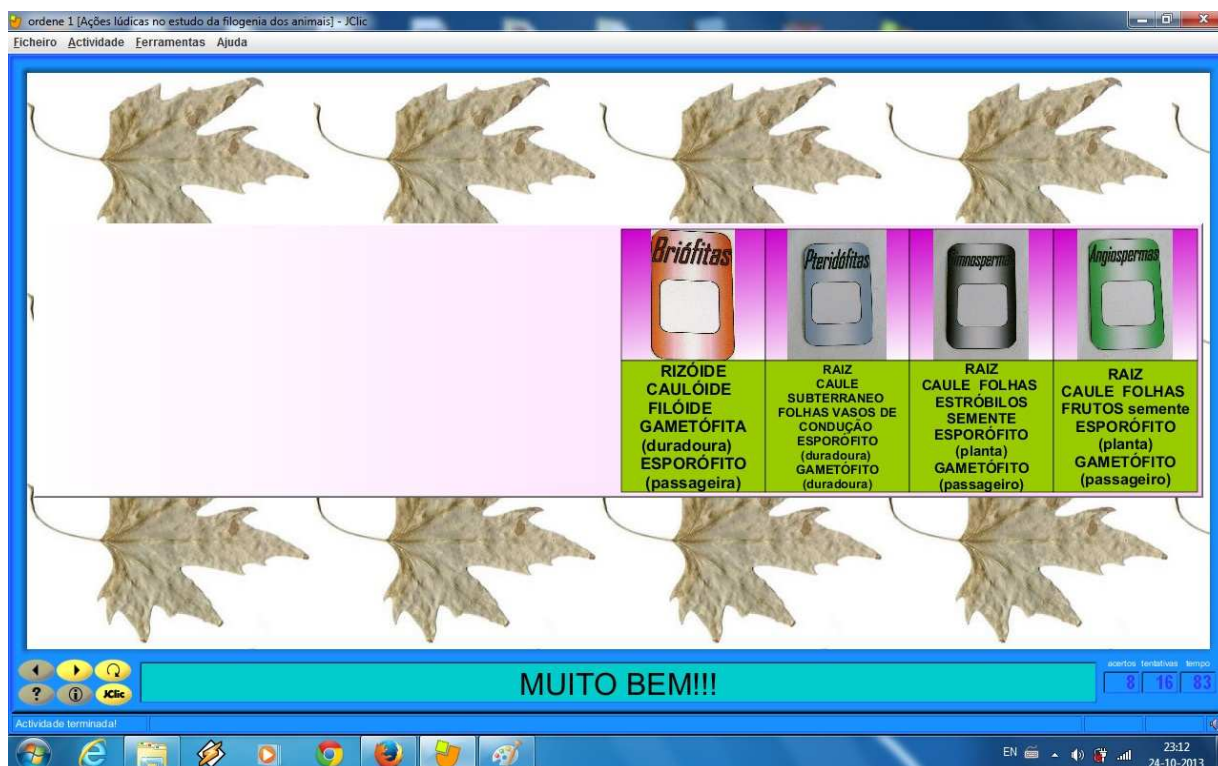 ordene 1 [Ações lúdicas no estudo da filogenia dos animais] - JClic
Ficheiro Actividade Ferramentas Ajuda
Briófitas
Pteridófitas
Angiospermas
RIZÓIDE
CAULÓIDE
FILÓIDE
GAMETÓFITA
(duradoura)
ESPORÓFITO
(passageira)
RAIZ
CAULE
SUBTERRANEO
FOLHAS VASOS DE
CONDUÇÃO
ESPORÓFITO
(duradoura)
GAMETÓFITO
(duradoura)
RAIZ
CAULE FOLHAS
ESTRÓBILOS
SEMENTE
ESPORÓFITO
(planta)
GAMETÓFITO
(passageiro)
RAIZ
CAULE FOLHAS
FRUTOS semente
ESPORÓFITO
(planta)
GAMETÓFITO
(passageiro)
? i JClic
MUITO BEM!!!
acertos tentativas tempo
8 16 83
Actividade terminada!
EN 23:12
24-10-2013